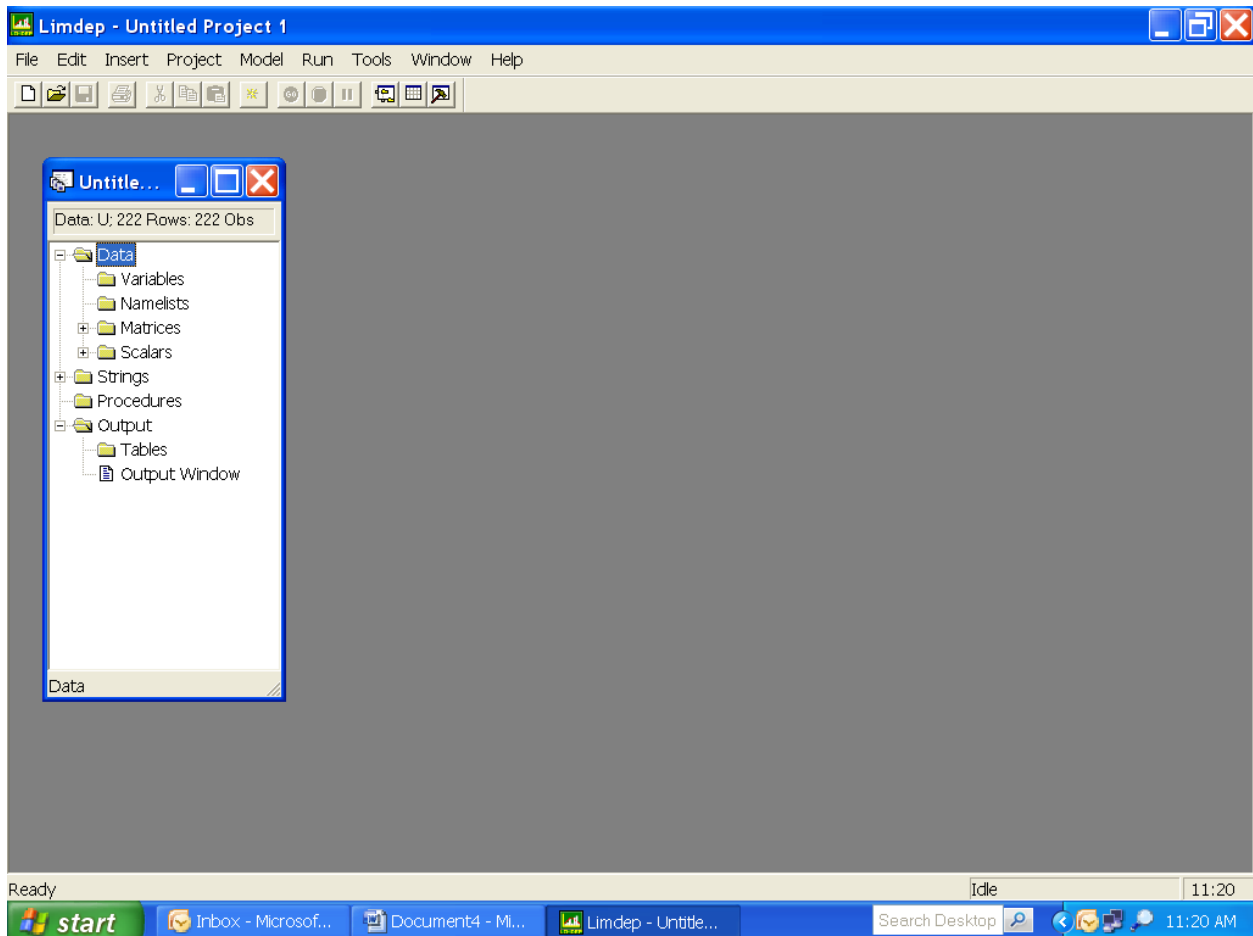 Limdep - Untitled Project 1
File Edit Insert Project Model Run Tools Window Help
GO
Untitle...
Data: U; 222 Rows: 222 Obs
Data
Variables
Namelists
Matrices
Scalars
Strings
Procedures
Output
Tables
Output Window
Data
Ready Idle 11:20
start Inbox - Microsof... Document4 - Mi... Limdep - Untitle... Search Desktop 11:20 AM